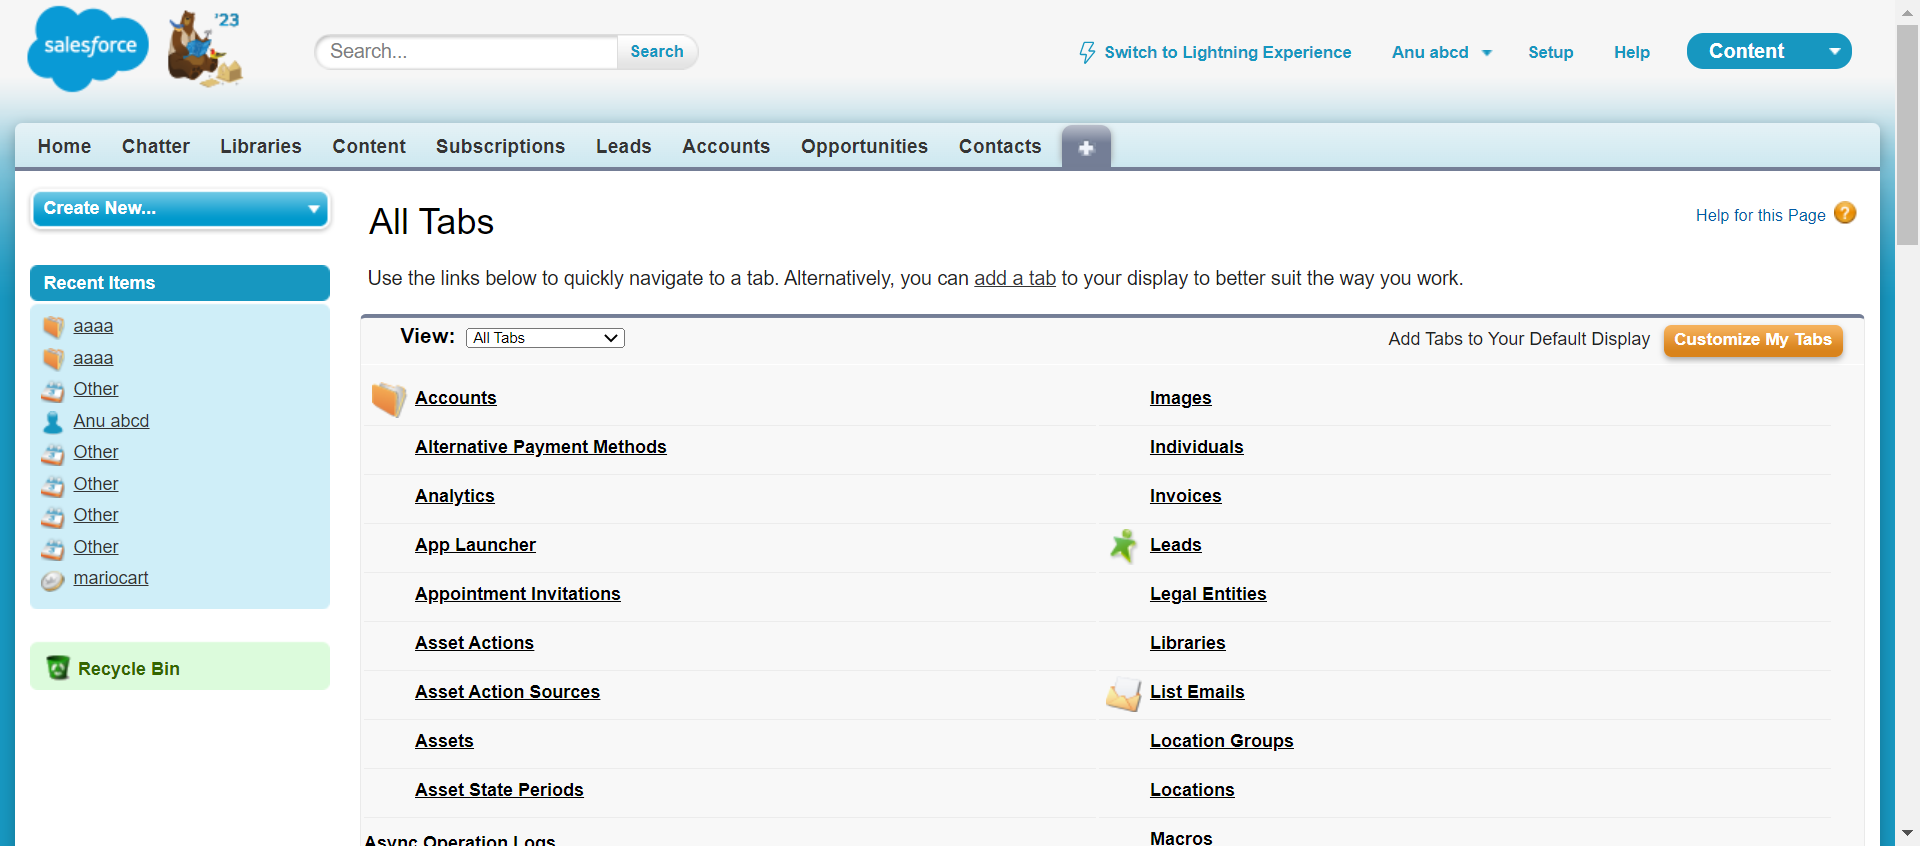 salesforce
'23
Search...
Search
Switch to Lightning Experience
Anu abcd
Setup
Help
Content
Home
Chatter
Libraries
Content
Subscriptions
Leads
Accounts
Opportunities
Contacts
Create New...
Recent Items
aaaa
aaaa
Other
Anu abcd
Other
Other
Other
Other
mariocart
Recycle Bin
All Tabs
Help for this Page
Use the links below to quickly navigate to a tab. Alternatively, you can add a tab to your display to better suit the way you work.
View:
All Tabs
Add Tabs to Your Default Display
Customize My Tabs
Accounts
Alternative Payment Methods
Analytics
App Launcher
Appointment Invitations
Asset Actions
Asset Action Sources
Assets
Asset State Periods
Async Operation Logs
Images
Individuals
Invoices
Leads
Legal Entities
Libraries
List Emails
Location Groups
Locations
Macros